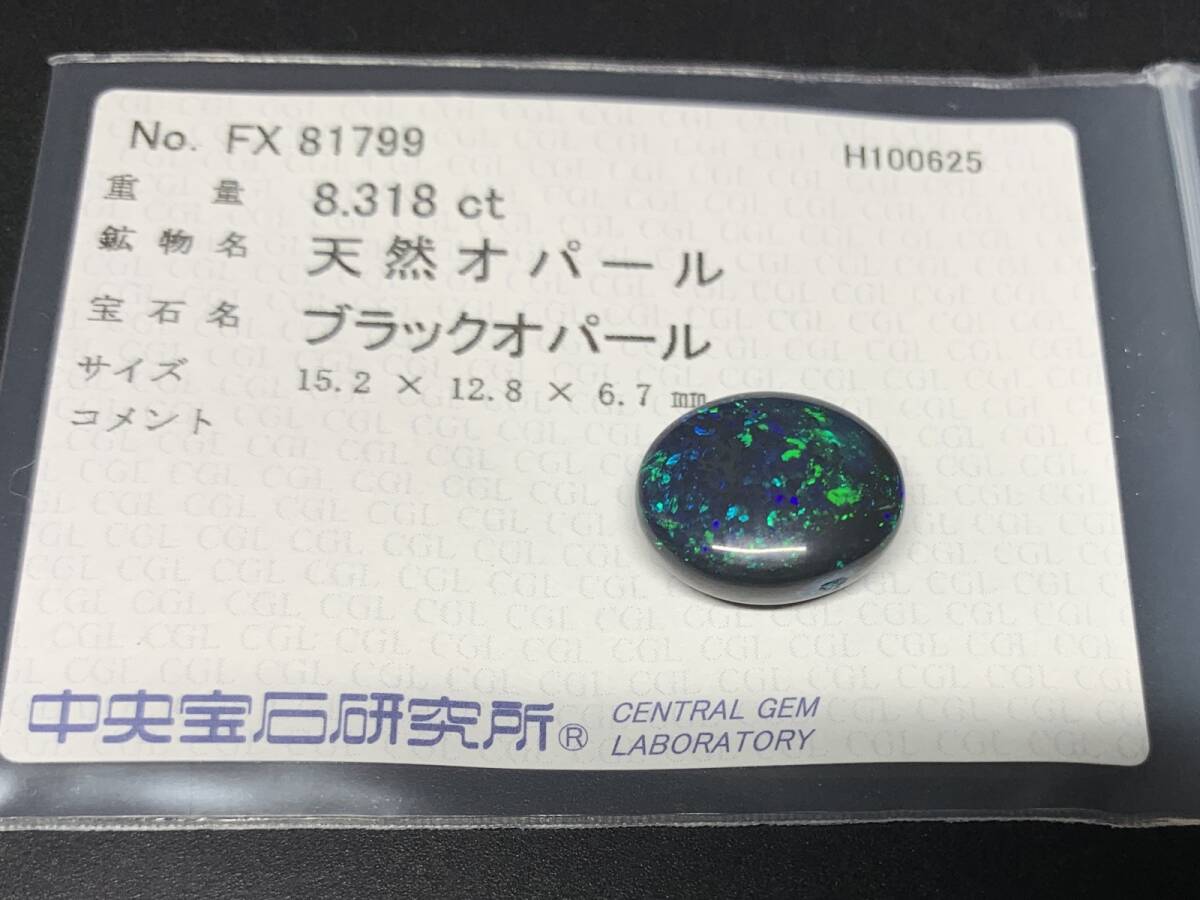 No. FX 81799
H100625
重量 8.318 ct
鉱物名 天然オパール
宝石名 ブラックオパール
サイズ 15.2 × 12.8 × 6.7 ㎜
コメント
中央宝石研究所®
CENTRAL GEM
LABORATORY